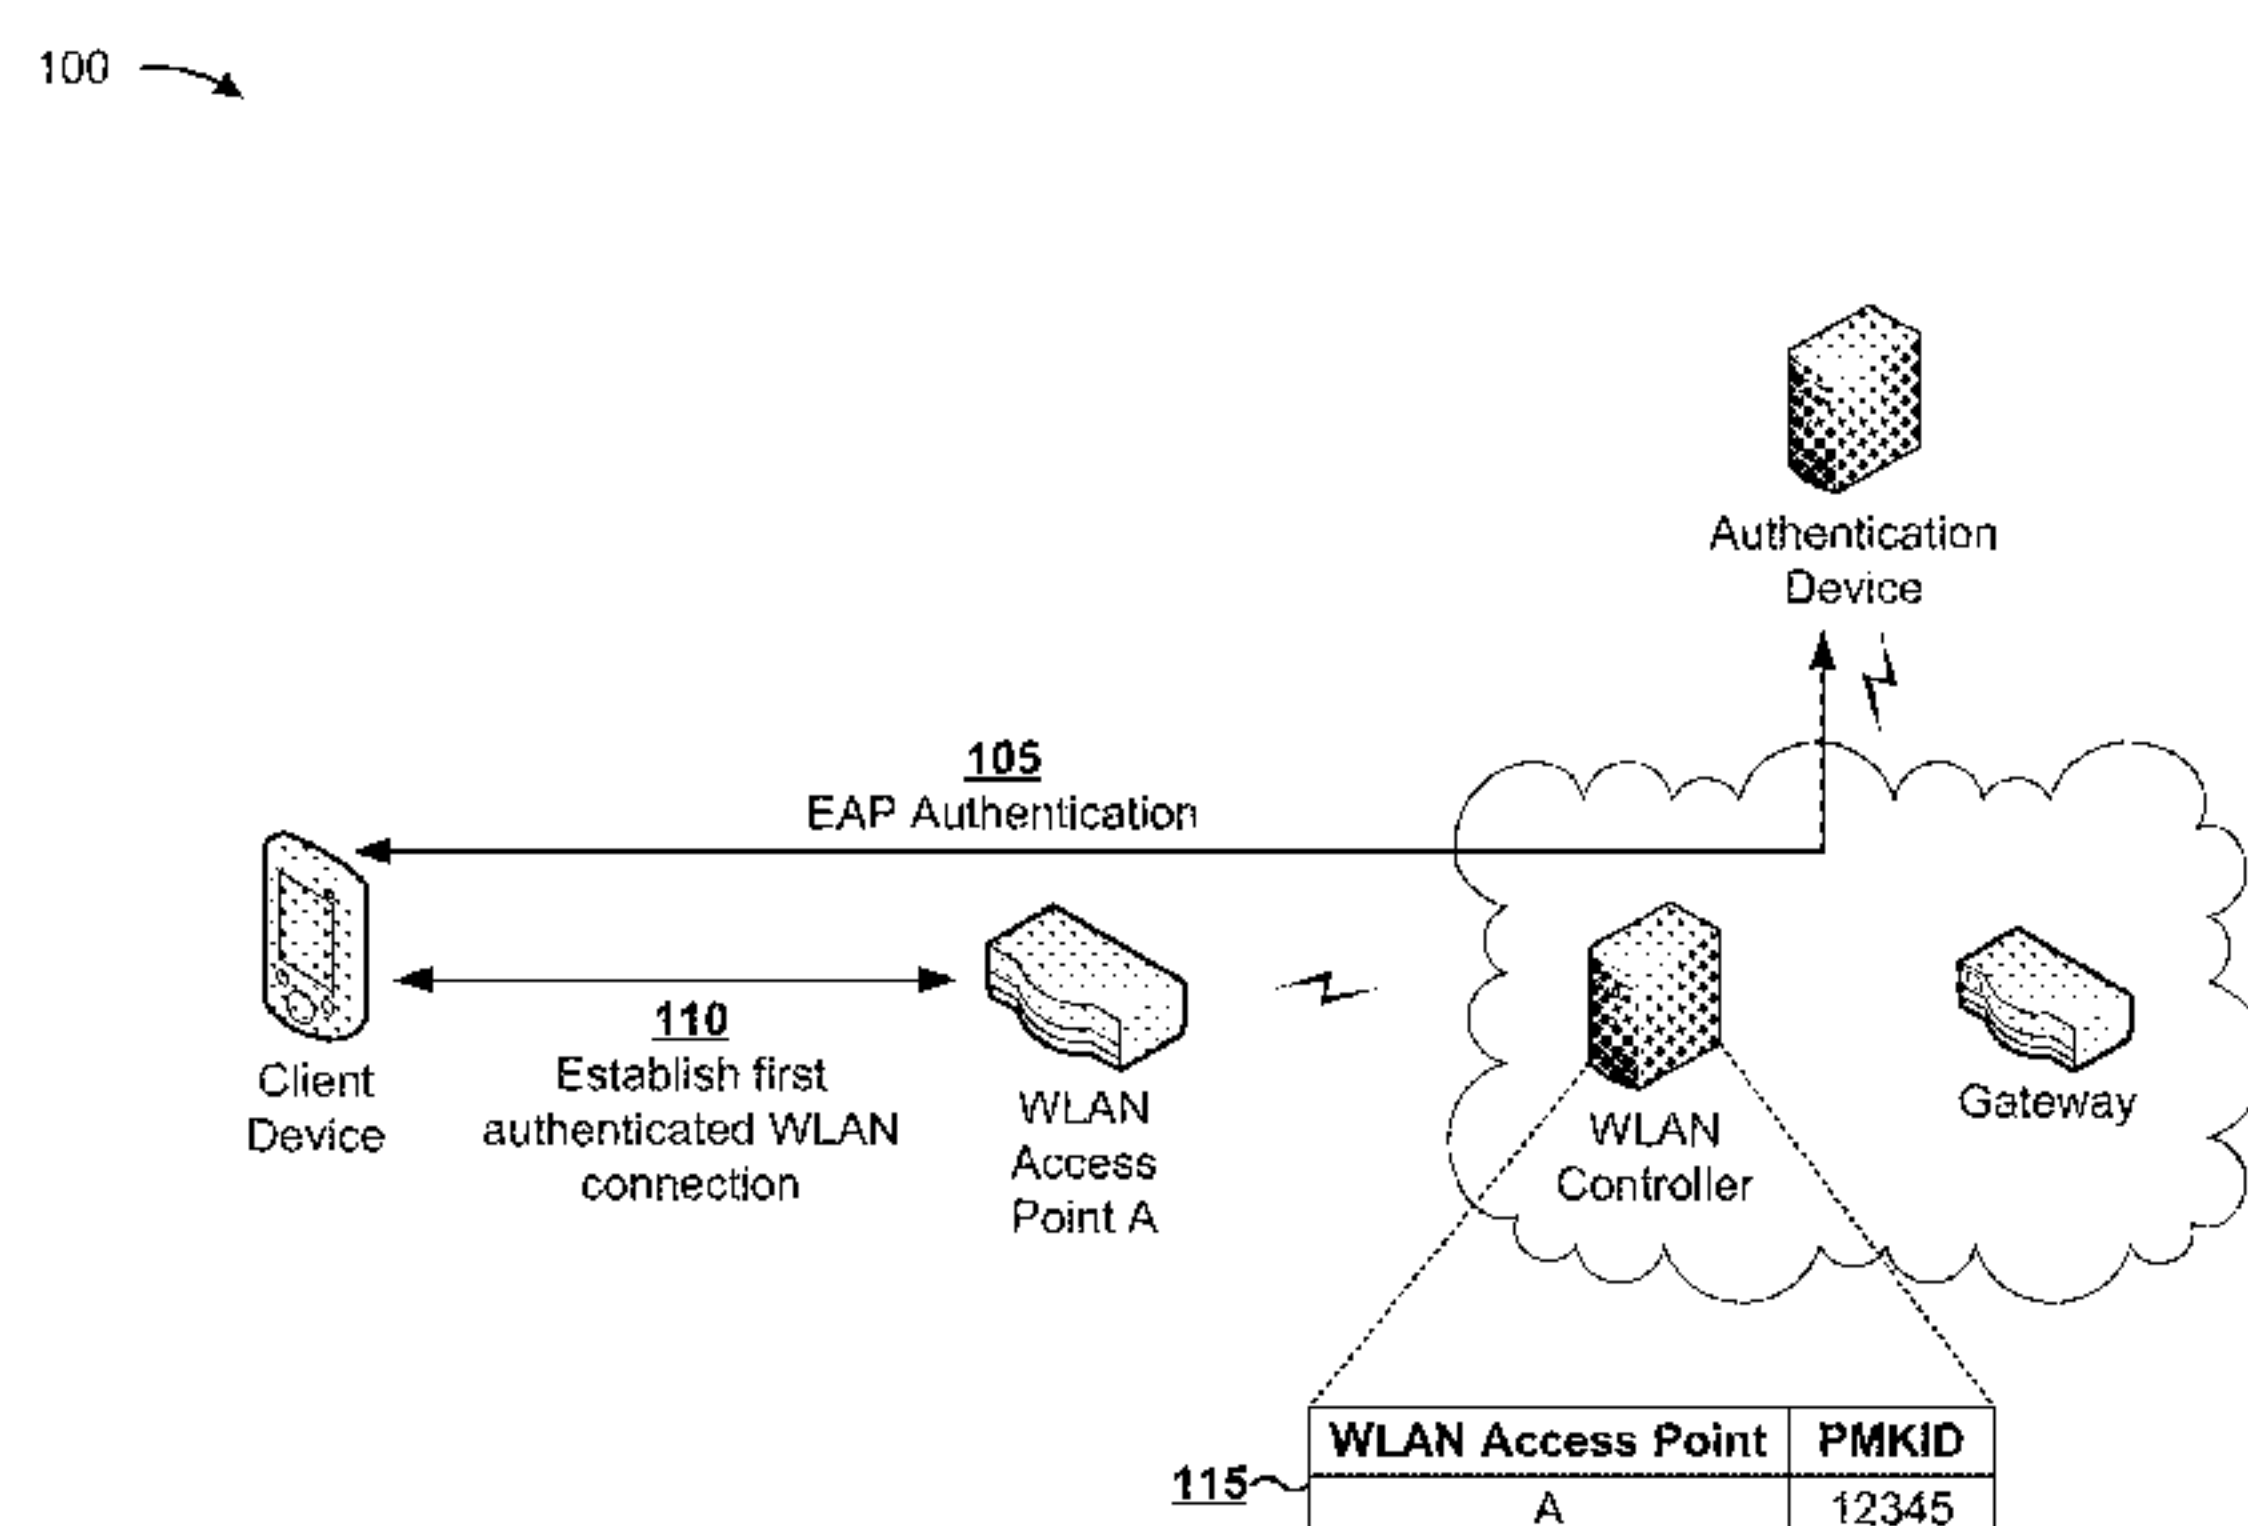 100
Authentication
Device
105
EAP Authentication
110
Establish first
authenticated WLAN
connection
Client
Device
WLAN
Access
Point A
WLAN
Controller
Gateway
WLAN Access Point PMKID
115
A 12345